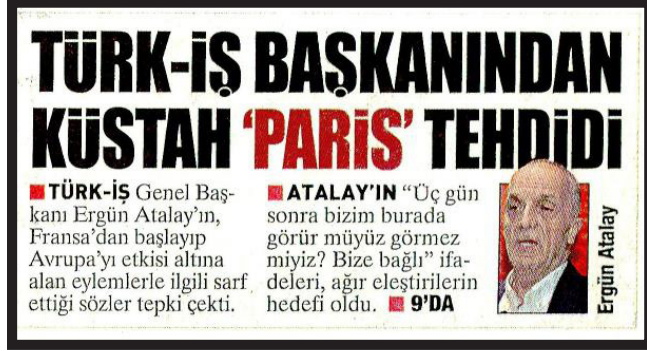 TÜRK-İŞ BAŞKANINDAN
KÜSTAH ‘PARİS’ TEHDİDİ
TÜRK-İŞ Genel Baş-
kanı Ergün Atalay’ın,
Fransa’dan başlayıp
Avrupa’yı etkisi altına
alan eylemlerle ilgili sarf
ettiği sözler tepki çekti.
ATALAY’IN “Üç gün
sonra bizim burada
görür müyüz görmez
miyiz? Bize bağlı” ifa-
deleri, ağır eleştirilerin
hedefi oldu. 9’DA
Ergün Atalay